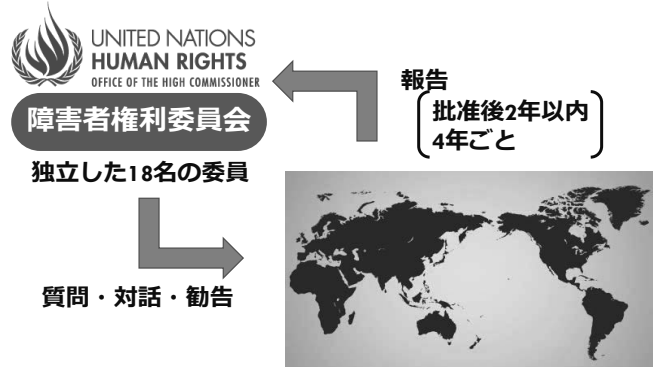 UNITED NATIONS
HUMAN RIGHTS
OFFICE OF THE HIGH COMMISSIONER
障害者権利委員会
独立した18名の委員
報告
批准後2年以内
4年ごと
質問・対話・勧告